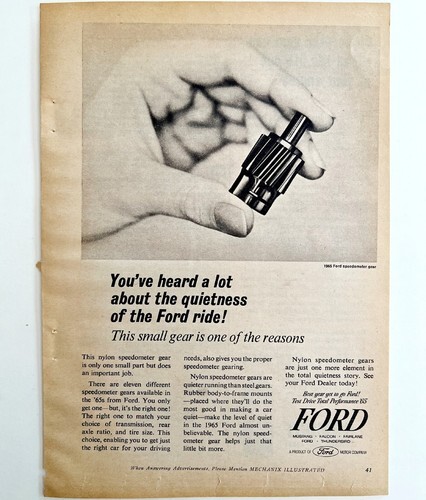 1965 Ford speedometer gear
You've heard a lot
about the quietness
of the Ford ride!
This small gear is one of the reasons
This nylon speedometer gear
is only one small part but does
an important job.
There are eleven different
speedometer gears available in
the '65s from Ford. You only
get one—but, it's the right one!
The right one to match your
choice of transmission, rear
axle ratio, and tire size. This
choice, enabling you to get just
the right car for your driving
needs, also gives you the proper
speedometer gearing.
Nylon speedometer gears are
quieter running than steel gears.
Rubber body-to-frame mounts
—placed where they'll do the
most good in making a car
quiet—make the level of quiet
in the 1965 Ford almost un-
believable. The nylon speed-
ometer gear helps just that
little bit more.
Nylon speedometer gears
are just one more element in
the total quietness story. See
your Ford Dealer today!
Best year yet to go Ford!
Test Drive Total Performance '65
FORD
MUSTANG · FALCON · FAIRLANE
FORD · THUNDERBIRD
A PRODUCT OF Ford MOTOR COMPANY
When Answering Advertisements, Please Mention MECHANIX ILLUSTRATED
41